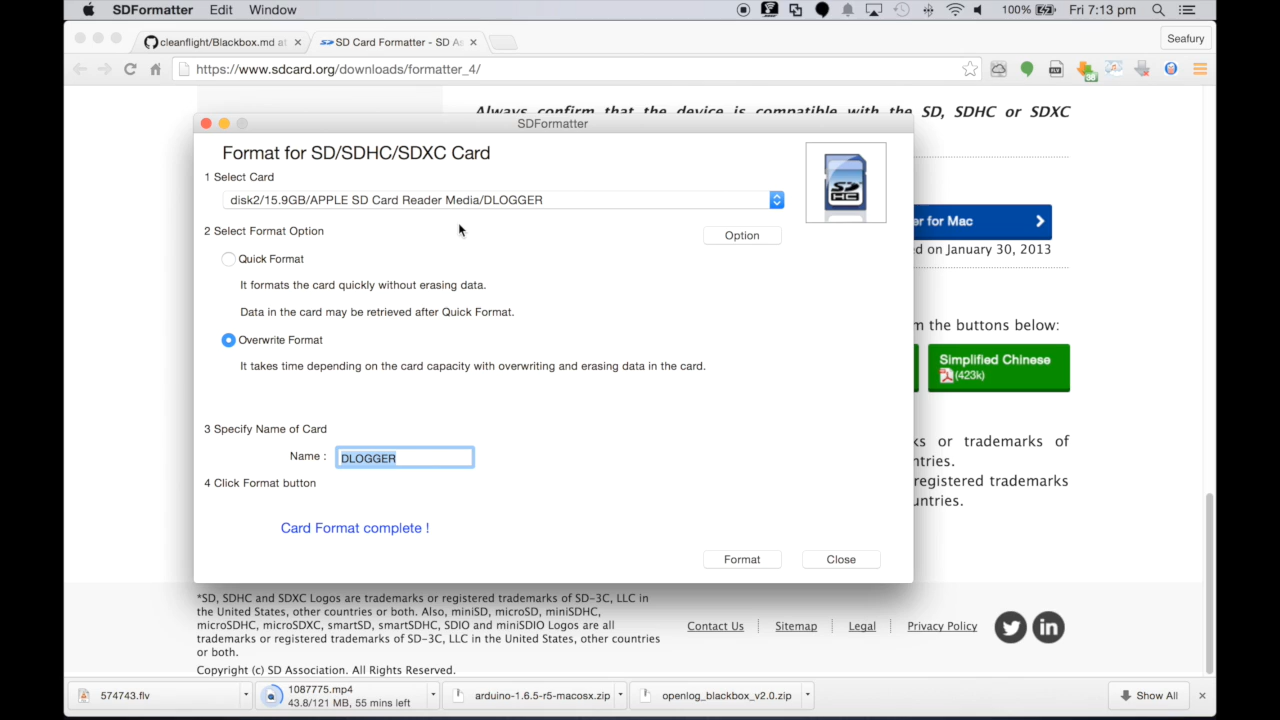 SDFormatter Edit Window 100% Fri 7:13 pm
cleanflight/Blackbox.md at SD Card Formatter - SD As Seafury
https://www.sdcard.org/downloads/formatter_4/
Always confirm that the device is compatible with the SD, SDHC or SDXC
SDFormatter
Format for SD/SDHC/SDXC Card
1 Select Card
disk2/15.9GB/APPLE SD Card Reader Media/DLOGGER
er for Mac
2 Select Format Option
Option
d on January 30, 2013
Quick Format
It formats the card quickly without erasing data.
Data in the card may be retrieved after Quick Format.
m the buttons below:
Overwrite Format
It takes time depending on the card capacity with overwriting and erasing data in the card.
Simplified Chinese
(423k)
3 Specify Name of Card
Name : DLOGGER
ks or trademarks of
ntries.
4 Click Format button
registered trademarks
untries.
Card Format complete !
Format Close
*SD, SDHC and SDXC Logos are trademarks or registered trademarks of SD-3C, LLC in
the United States, other countries or both. Also, miniSD, microSD, miniSDHC,
microSDHC, microSDXC, smartSD, smartSDHC, SDIO and miniSDIO Logos are all
trademarks or registered trademarks of SD-3C, LLC in the United States, other countries
or both.
Contact Us Sitemap Legal Privacy Policy
Copyright (c) SD Association. All Rights Reserved.
574743.flv
1087775.mp4
43.8/121 MB, 55 mins left
arduino-1.6.5-r5-macosx.zip
openlog_blackbox_v2.0.zip
Show All